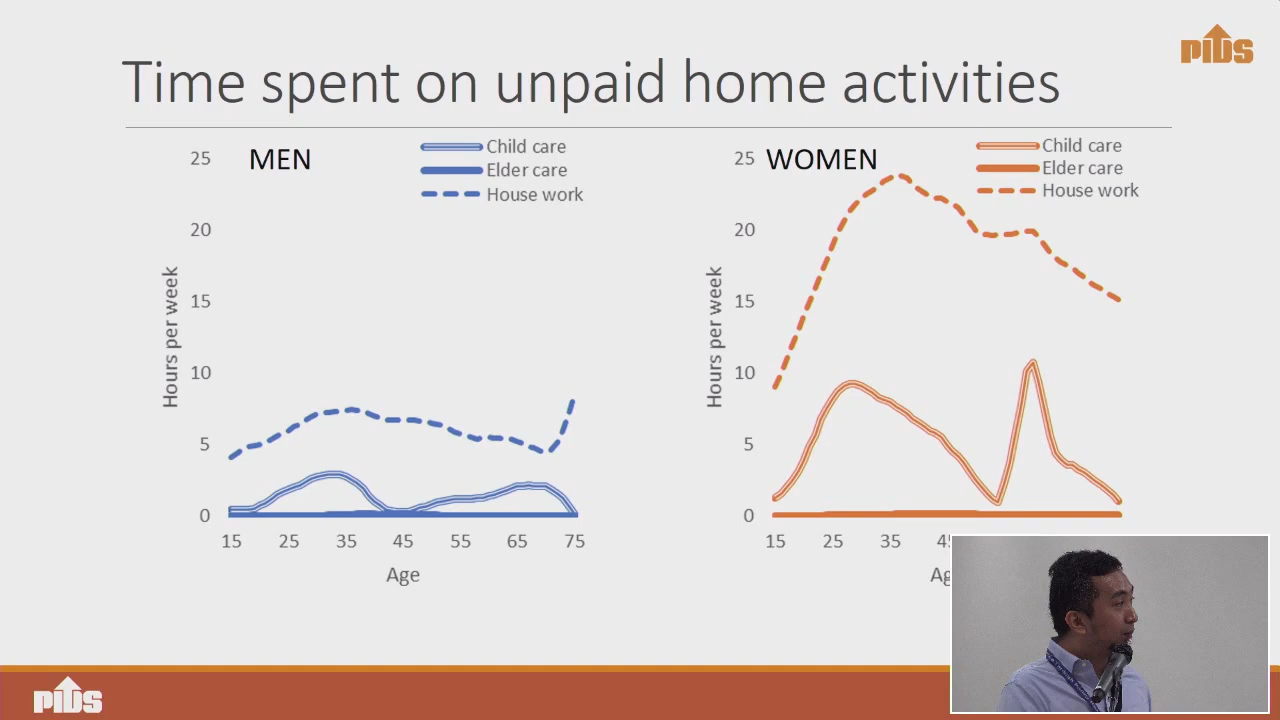 PIDS
Time spent on unpaid home activities
MEN
Child care
Elder care
House work
25
20
15
10
5
0
Hours per week
15 25 35 45 55 65 75
Age
WOMEN
Child care
Elder care
House work
25
20
15
10
5
0
Hours per week
15 25 35
PIDS